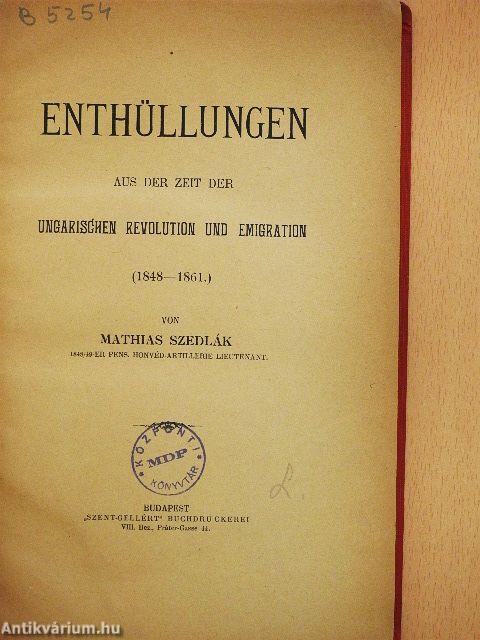 B 5254
ENTHÜLLUNGEN
AUS DER ZEIT DER
UNGARISCHEN REVOLUTION UND EMIGRATION
(1848—1861.)
VON
MATHIAS SZEDLÁK
1848/49-ER PENS. HONVÉD-ARTILLERIE LIEUTENANT.
KÖZPONTI
MDP
KÖNYVTÁR
L.
BUDAPEST
„SZENT-GELLÉRT” BUCHDRUCKEREI
VIII. Bez., Práter-Gasse 44.
Antikvárium.hu